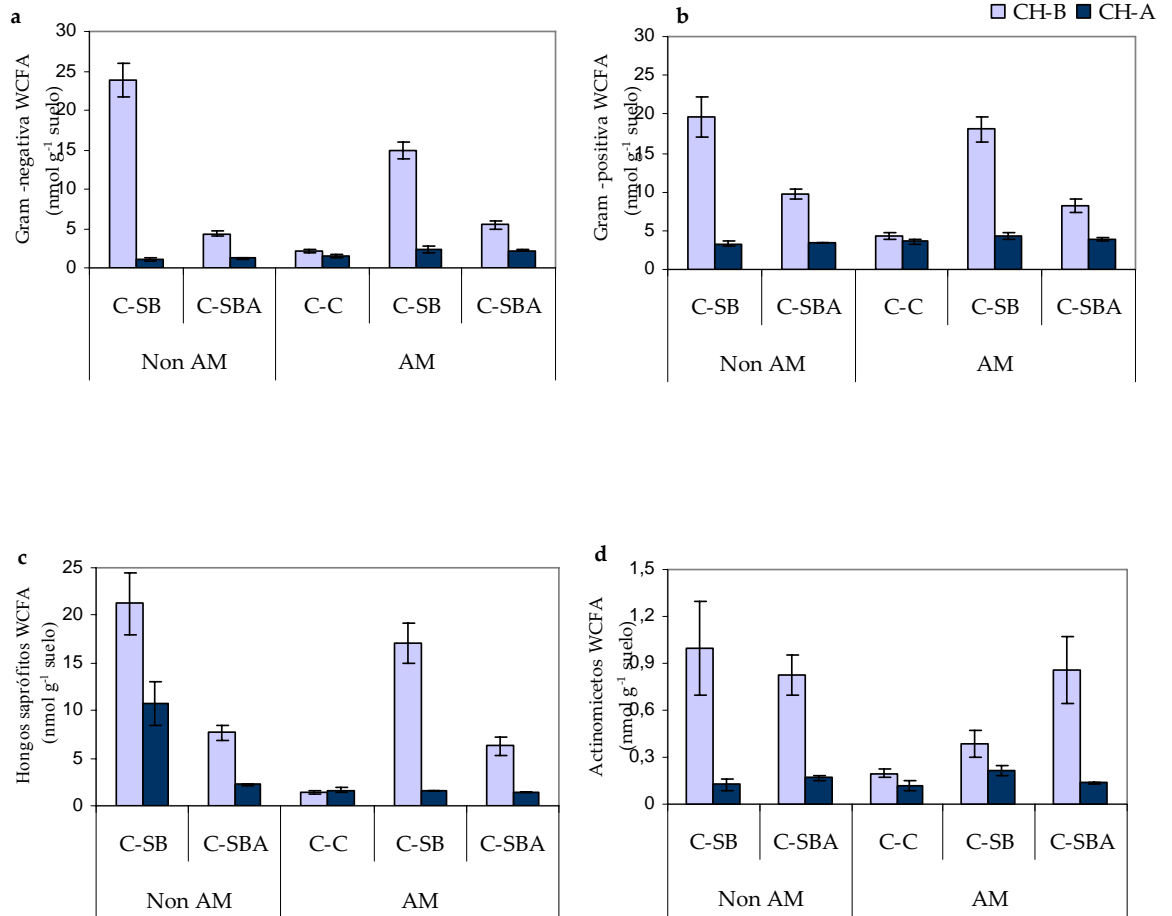 CH-B CH-A
a
Gram -negativa WCFA
(nmol g-1 suelo)
30
25
20
15
10
5
0
C-SB C-SBA C-C C-SB C-SBA
Non AM AM
b
Gram -positiva WCFA
(nmol g-1 suelo)
30
25
20
15
10
5
0
C-SB C-SBA C-C C-SB C-SBA
Non AM AM
c
Hongos saprófitos WCFA
(nmol g-1 suelo)
25
20
15
10
5
0
C-SB C-SBA C-C C-SB C-SBA
Non AM AM
d
Actinomicetos WCFA
(nmol g-1 suelo)
1,5
1,2
0,9
0,6
0,3
0
C-SB C-SBA C-C C-SB C-SBA
Non AM AM